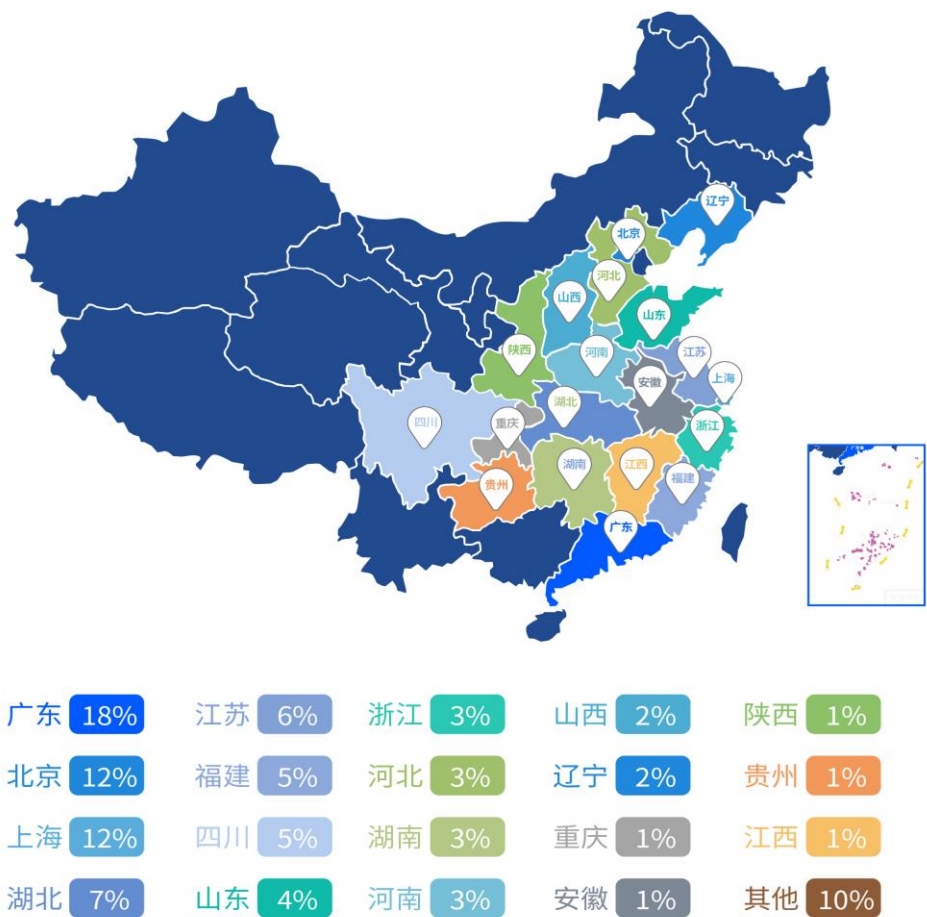 辽宁
北京
河北
山西
山东
陕西
河南
江苏
安徽
上海
湖北
四川
重庆
浙江
湖南
江西
贵州
福建
广东
广东 18% 江苏 6% 浙江 3% 山西 2% 陕西 1%
北京 12% 福建 5% 河北 3% 辽宁 2% 贵州 1%
上海 12% 四川 5% 湖南 3% 重庆 1% 江西 1%
湖北 7% 山东 4% 河南 3% 安徽 1% 其他 10%